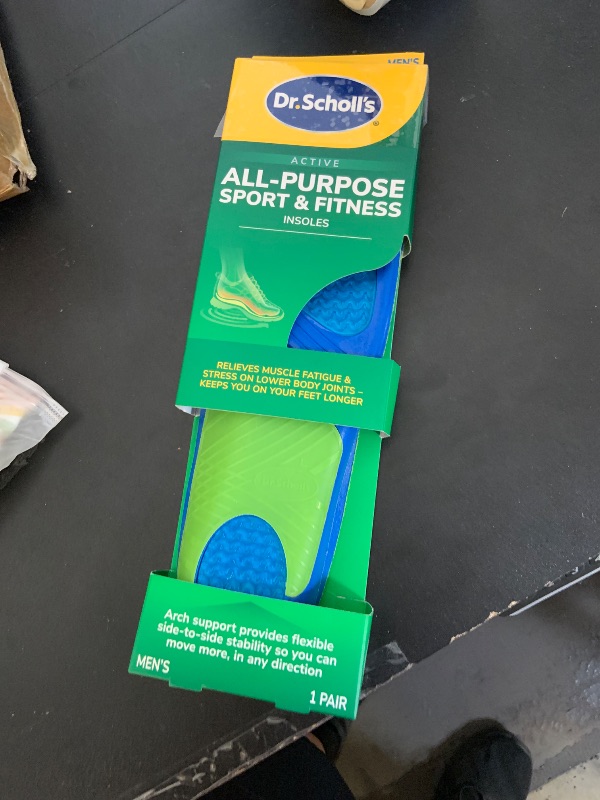 MEN'S
Dr.Scholl's
ACTIVE
ALL-PURPOSE
SPORT & FITNESS
INSOLES
RELIEVES MUSCLE FATIGUE &
STRESS ON LOWER BODY JOINTS –
KEEPS YOU ON YOUR FEET LONGER
Arch support provides flexible
side-to-side stability so you can
move more, in any direction
MEN'S
1 PAIR